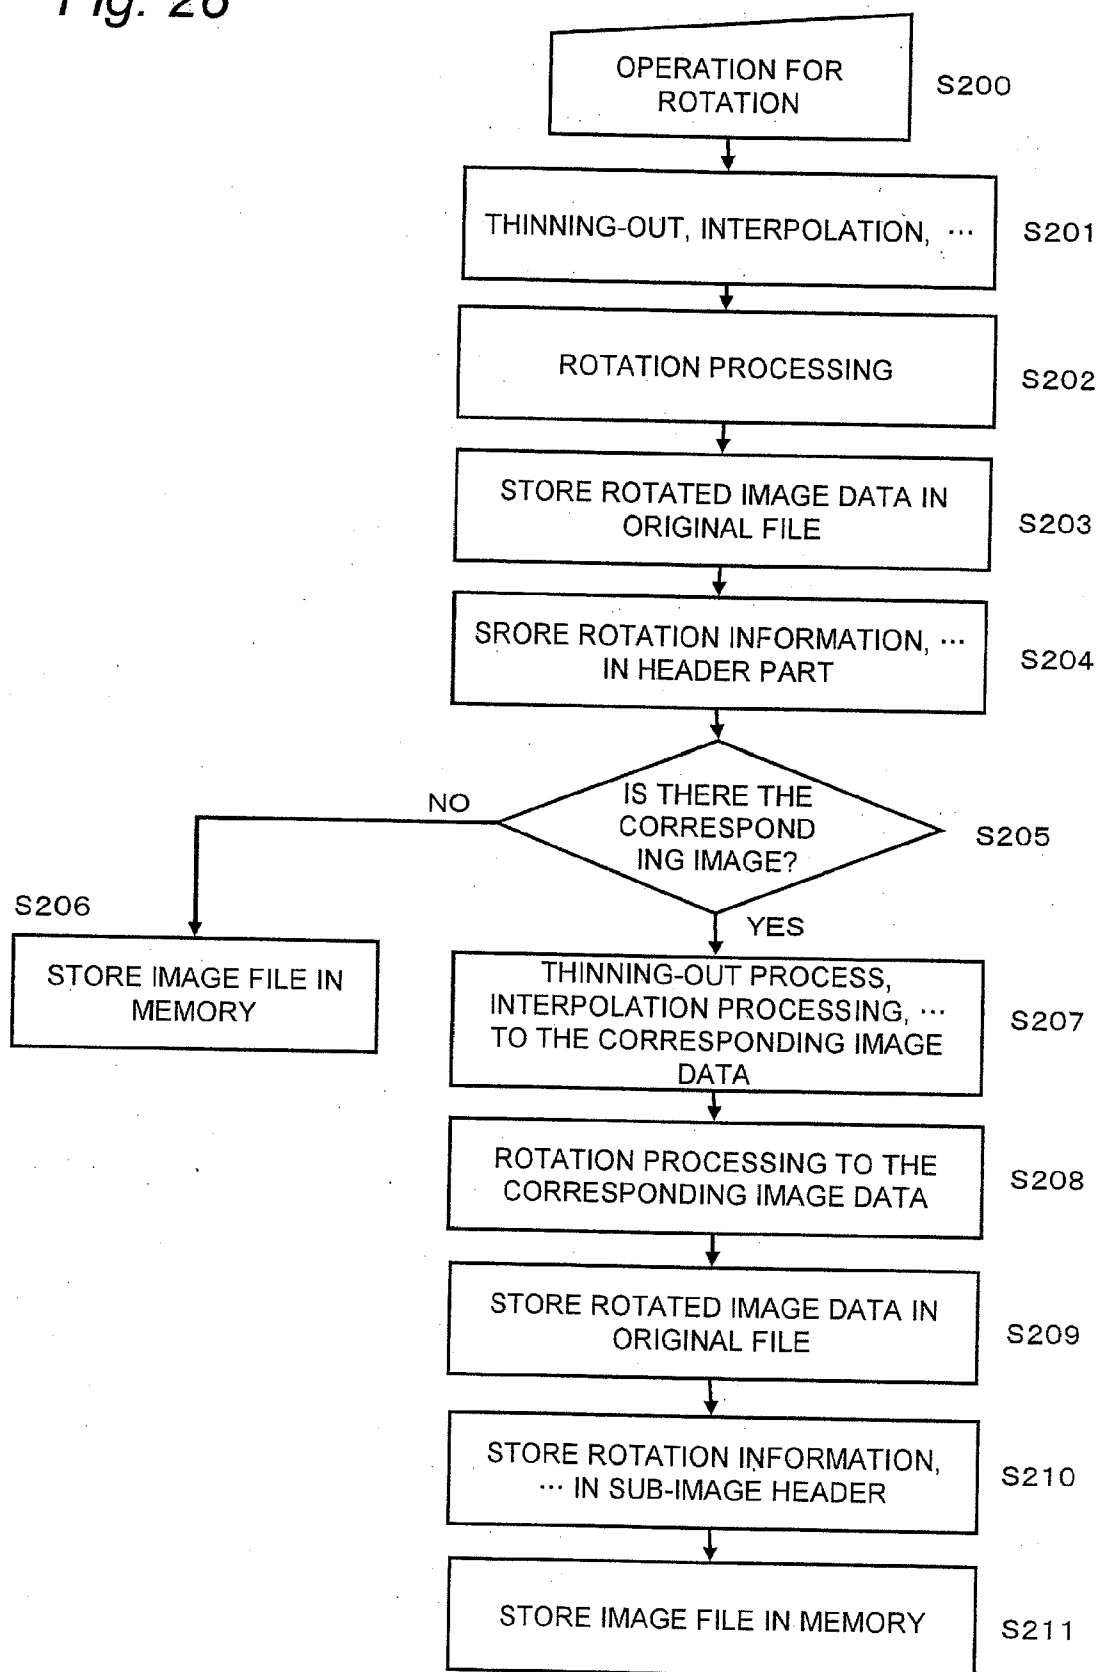 Fig. 26
OPERATION FOR
ROTATION
S200
THINNING-OUT, INTERPOLATION, ···
S201
ROTATION PROCESSING
S202
STORE ROTATED IMAGE DATA IN
ORIGINAL FILE
S203
SRORE ROTATION INFORMATION, ···
IN HEADER PART
S204
IS THERE THE
CORRESPOND
ING IMAGE?
S205
NO
YES
S206
STORE IMAGE FILE IN
MEMORY
THINNING-OUT PROCESS,
INTERPOLATION PROCESSING, ···
TO THE CORRESPONDING IMAGE
DATA
S207
ROTATION PROCESSING TO THE
CORRESPONDING IMAGE DATA
S208
STORE ROTATED IMAGE DATA IN
ORIGINAL FILE
S209
STORE ROTATION INFORMATION,
··· IN SUB-IMAGE HEADER
S210
STORE IMAGE FILE IN MEMORY
S211